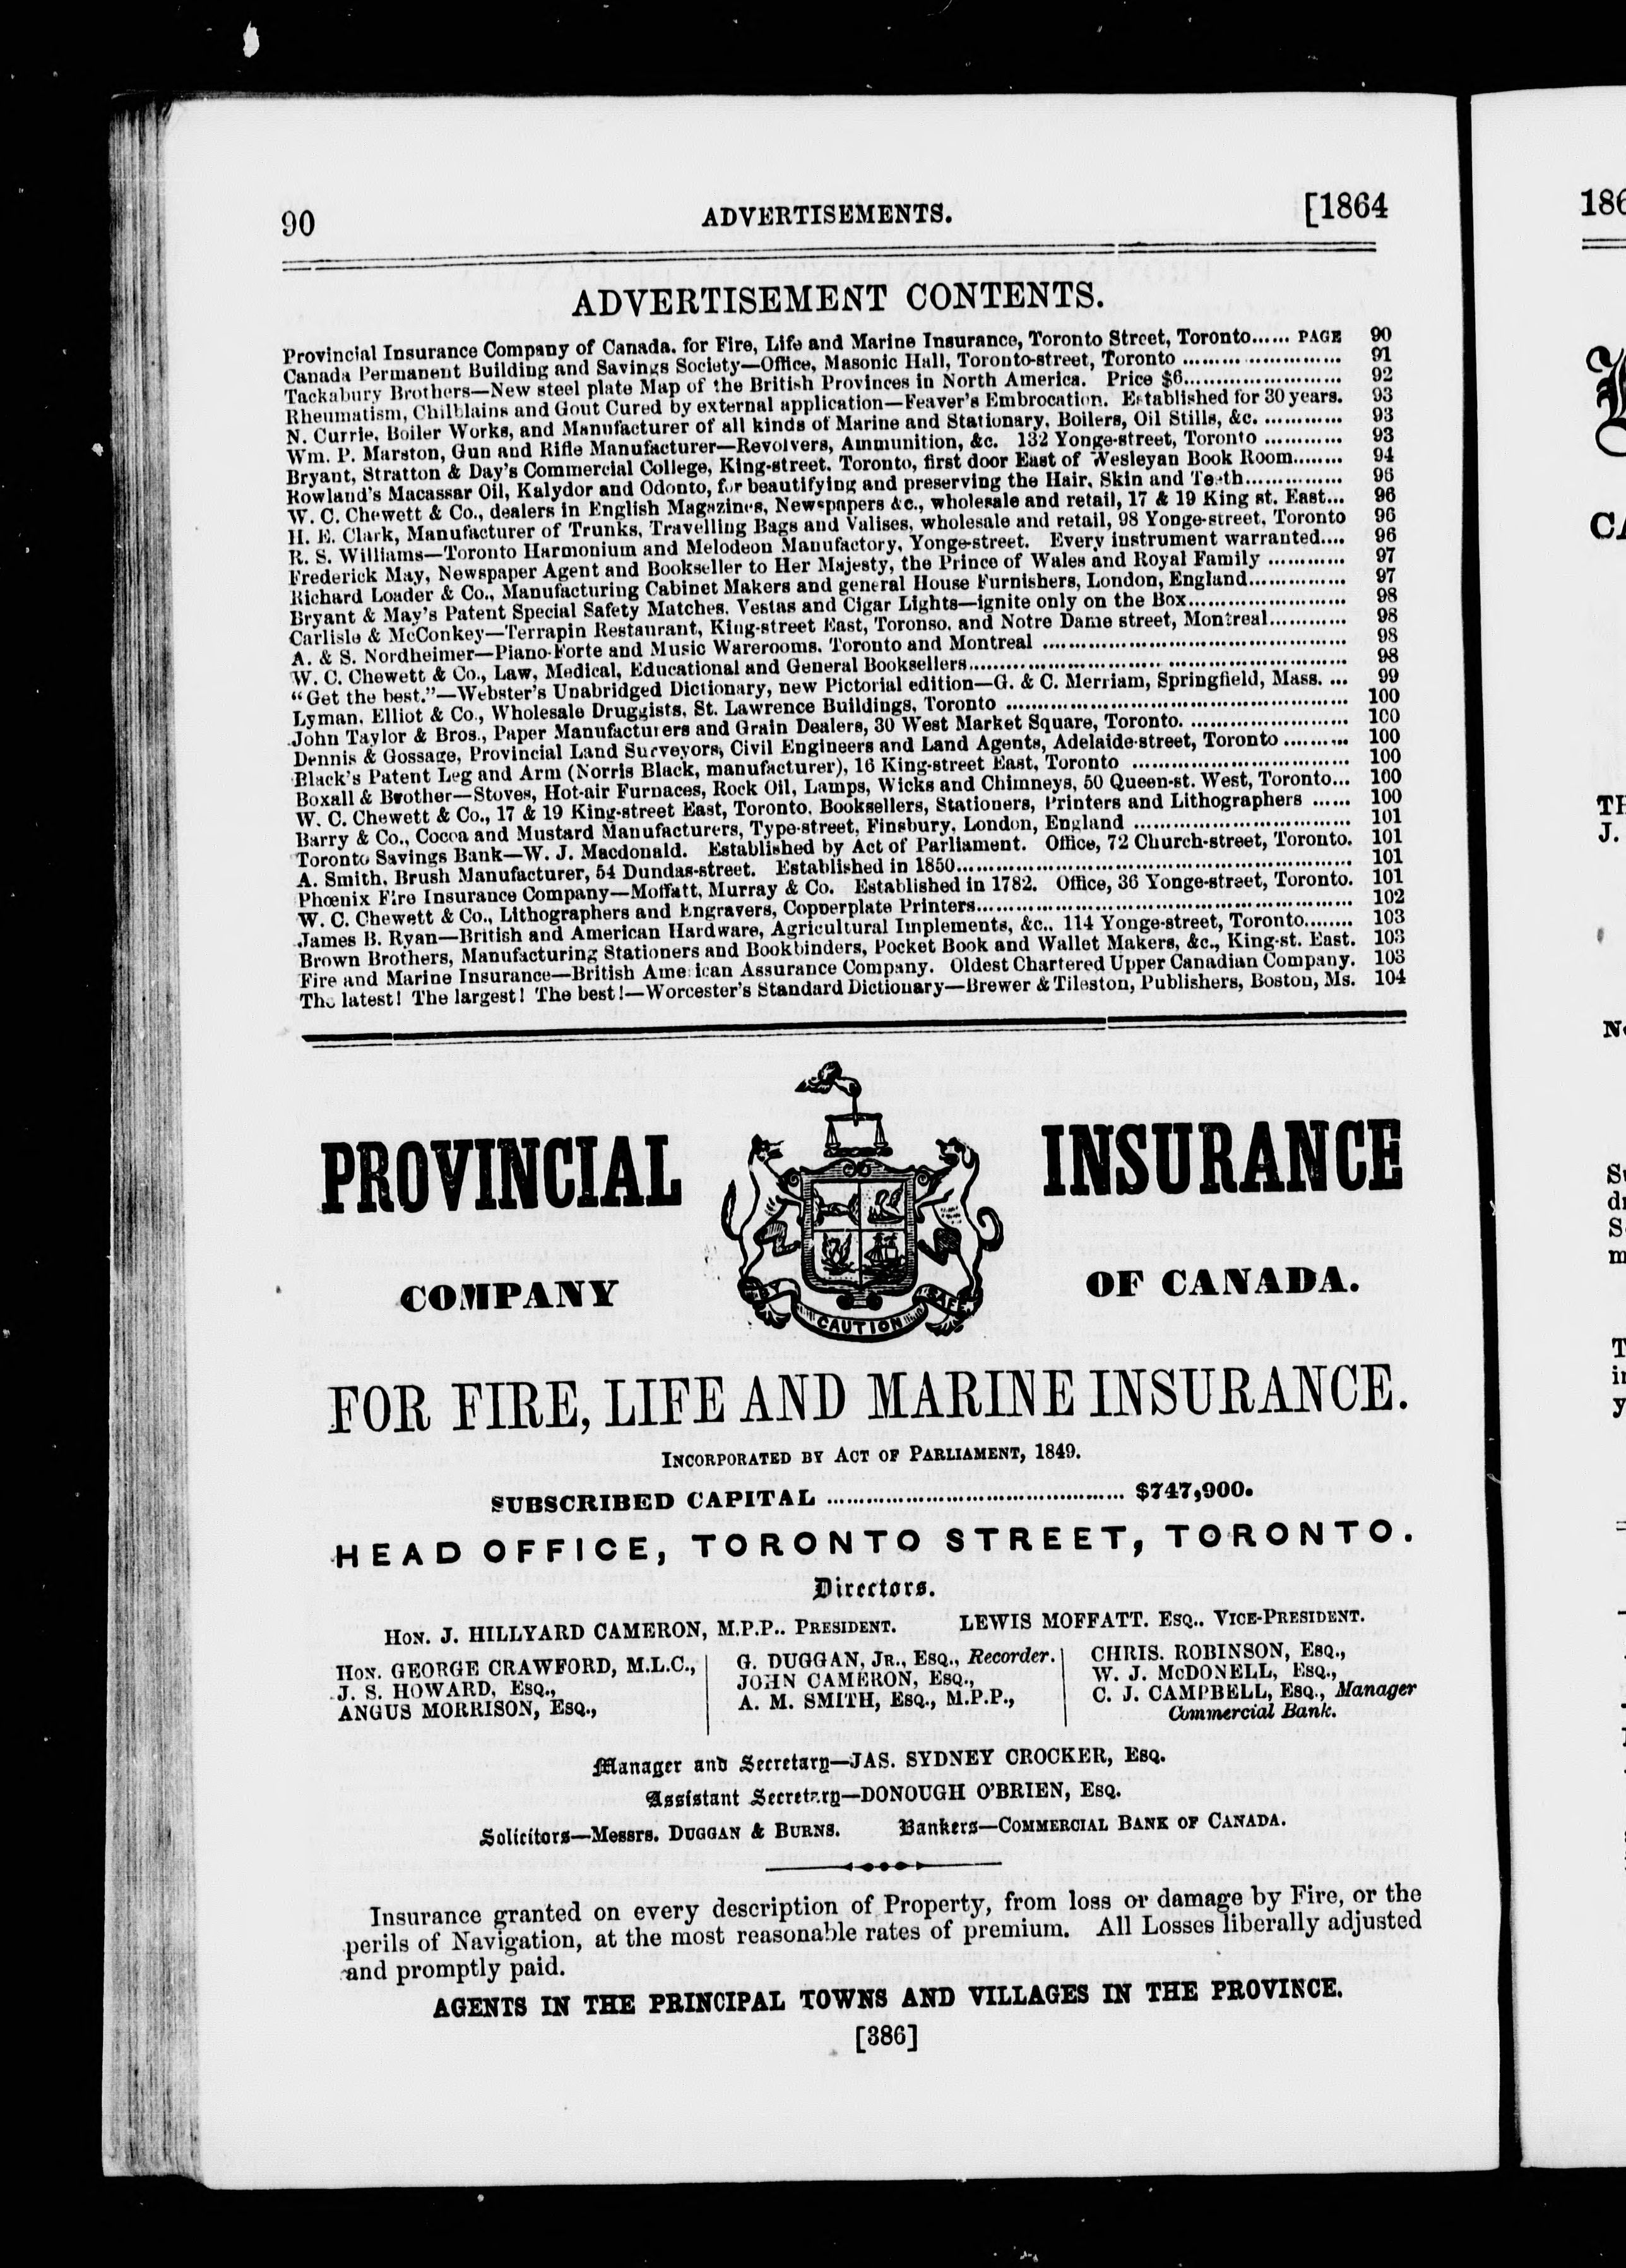 90 ADVERTISEMENTS. [1864
ADVERTISEMENT CONTENTS.
Provincial Insurance Company of Canada. for Fire, Life and Marine Insurance, Toronto Street, Toronto...... PAGE 90
Canada Permanent Building and Savings Society—Office, Masonic Hall, Toronto-street, Toronto ........................ 91
Tackabury Brothers—New steel plate Map of the British Provinces in North America. Price $6........................ 92
Rheumatism, Chilblains and Gout Cured by external application—Feaver's Embrocation. Established for 30 years. 93
N. Currie, Boiler Works, and Manufacturer of all kinds of Marine and Stationary, Boilers, Oil Stills, &c. ............ 93
Wm. P. Marston, Gun and Rifle Manufacturer—Revolvers, Ammunition, &c. 132 Yonge-street, Toronto ............ 93
Bryant, Stratton & Day's Commercial College, King-street. Toronto, first door East of Wesleyan Book Room........ 94
Rowland's Macassar Oil, Kalydor and Odonto, for beautifying and preserving the Hair, Skin and Teeth............... 96
W. C. Chewett & Co., dealers in English Magazines, Newspapers &c., wholesale and retail, 17 & 19 King st. East... 96
H. E. Clark, Manufacturer of Trunks, Travelling Bags and Valises, wholesale and retail, 98 Yonge-street, Toronto 96
R. S. Williams—Toronto Harmonium and Melodeon Manufactory, Yonge-street. Every instrument warranted.... 96
Frederick May, Newspaper Agent and Bookseller to Her Majesty, the Prince of Wales and Royal Family ............ 97
Richard Loader & Co., Manufacturing Cabinet Makers and general House Furnishers, London, England............... 97
Bryant & May's Patent Special Safety Matches, Vestas and Cigar Lights—ignite only on the Box........................ 98
Carlisle & McConkey—Terrapin Restaurant, King-street East, Toronso. and Notre Dame street, Montreal............ 98
A. & S. Nordheimer—Piano-Forte and Music Warerooms. Toronto and Montreal ................................................ 98
W. C. Chewett & Co., Law, Medical, Educational and General Booksellers............................................................ 98
"Get the best."—Webster's Unabridged Dictionary, new Pictorial edition—G. & C. Merriam, Springfield, Mass. ... 99
Lyman, Elliot & Co., Wholesale Druggists, St. Lawrence Buildings, Toronto .................................................... 100
John Taylor & Bros., Paper Manufacturers and Grain Dealers, 30 West Market Square, Toronto. ........................ 100
Dennis & Gossage, Provincial Land Surveyors, Civil Engineers and Land Agents, Adelaide-street, Toronto .......... 100
Black's Patent Leg and Arm (Norris Black, manufacturer), 16 King-street East, Toronto ................................. 100
Boxall & Brother—Stoves, Hot-air Furnaces, Rock Oil, Lamps, Wicks and Chimneys, 50 Queen-st. West, Toronto... 100
W. C. Chewett & Co., 17 & 19 King-street East, Toronto. Booksellers, Stationers, Printers and Lithographers ...... 100
Barry & Co., Cocoa and Mustard Manufacturers, Type-street, Finsbury, London, England ................................. 101
Toronto Savings Bank—W. J. Macdonald. Established by Act of Parliament. Office, 72 Church-street, Toronto. 101
A. Smith, Brush Manufacturer, 54 Dundas-street. Established in 1850............................................................ 101
Phœnix Fire Insurance Company—Moffatt, Murray & Co. Established in 1782. Office, 36 Yonge-street, Toronto. 101
W. C. Chewett & Co., Lithographers and Engravers, Copperplate Printers......................................................... 102
James B. Ryan—British and American Hardware, Agricultural Implements, &c.. 114 Yonge-street, Toronto........ 103
Brown Brothers, Manufacturing Stationers and Bookbinders, Pocket Book and Wallet Makers, &c., King-st. East. 103
Fire and Marine Insurance—British American Assurance Company. Oldest Chartered Upper Canadian Company. 103
The latest! The largest! The best!—Worcester's Standard Dictionary—Brewer & Tileston, Publishers, Boston, Ms. 104
PROVINCIAL INSURANCE
COMPANY OF CANADA.
CAUTION SAFE
FOR FIRE, LIFE AND MARINE INSURANCE.
INCORPORATED BY ACT OF PARLIAMENT, 1849.
SUBSCRIBED CAPITAL ............................................. $747,900.
HEAD OFFICE, TORONTO STREET, TORONTO.
Directors.
HON. J. HILLYARD CAMERON, M.P.P.. PRESIDENT. LEWIS MOFFATT. ESQ.. VICE-PRESIDENT.
HON. GEORGE CRAWFORD, M.L.C.,
J. S. HOWARD, ESQ.,
ANGUS MORRISON, ESQ.,
G. DUGGAN, JR., ESQ., Recorder.
JOHN CAMERON, ESQ.,
A. M. SMITH, ESQ., M.P.P.,
CHRIS. ROBINSON, ESQ.,
W. J. McDONELL, ESQ.,
C. J. CAMPBELL, ESQ., Manager
Commercial Bank.
Manager and Secretary—JAS. SYDNEY CROCKER, ESQ.
Assistant Secretary—DONOUGH O'BRIEN, ESQ.
Solicitors—Messrs. DUGGAN & BURNS. Bankers—COMMERCIAL BANK OF CANADA.
Insurance granted on every description of Property, from loss or damage by Fire, or the
perils of Navigation, at the most reasonable rates of premium. All Losses liberally adjusted
and promptly paid.
AGENTS IN THE PRINCIPAL TOWNS AND VILLAGES IN THE PROVINCE.
[386]